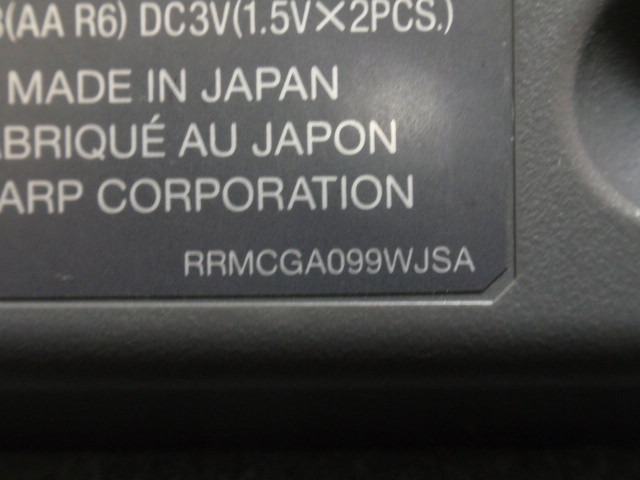 (AA R6) DC3V(1.5V×2PCS.)
MADE IN JAPAN
ABRIQUÉ AU JAPON
ARP CORPORATION
RRMCGA099WJSA